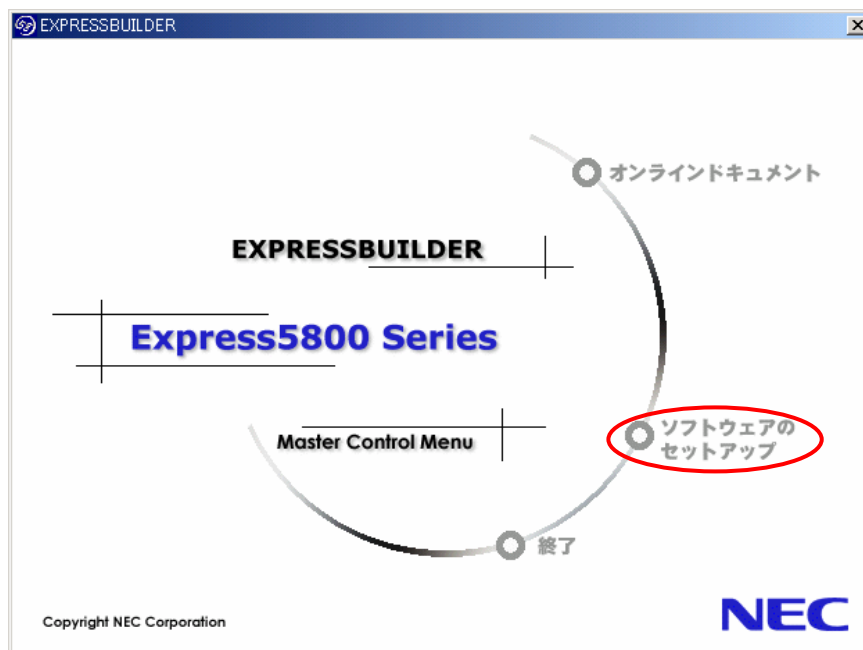 EXPRESSBUILDER
オンラインドキュメント
EXPRESSBUILDER
Express5800 Series
ソフトウェアの
セットアップ
Master Control Menu
終了
Copyright NEC Corporation
NEC